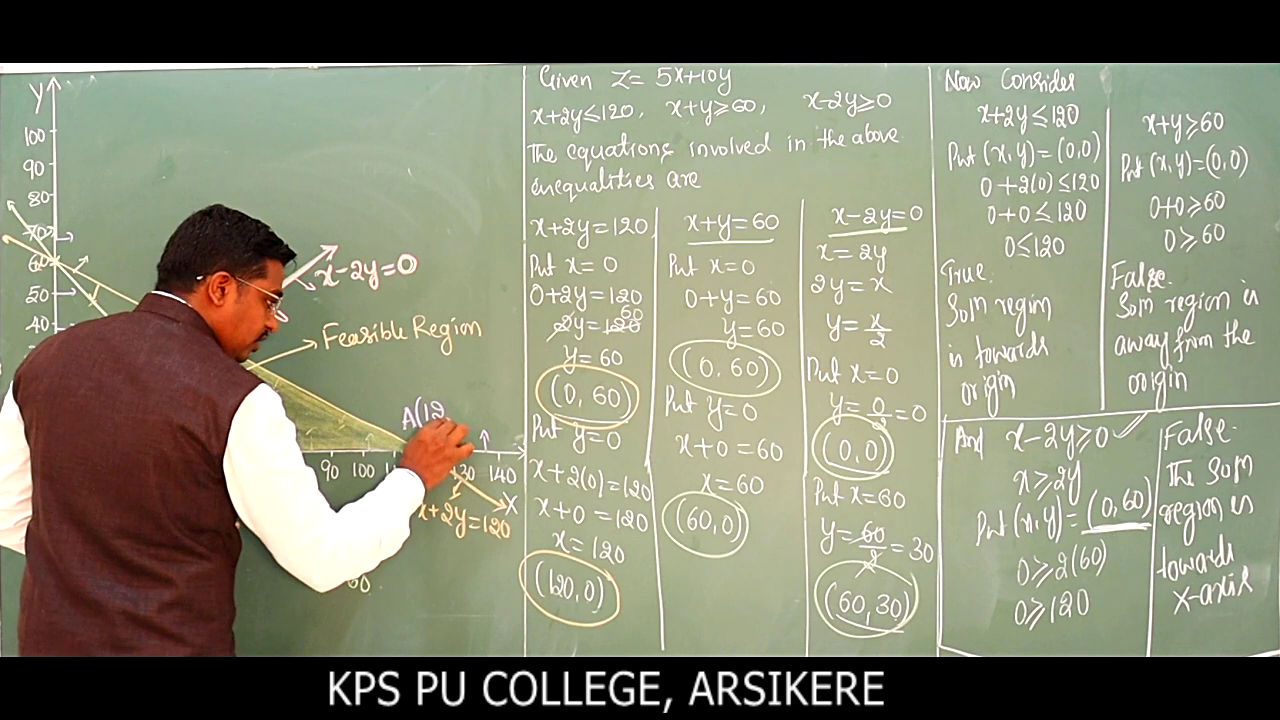 Y
100
90
80
70
60
50
40
x-2y=0
Feasible Region
A(12
90 100 130 140
X
x+2y=120
60
Given Z= 5x+10y
x+2y≤120, x+y≥60, x-2y≥0
The equations involved in the above
inequalities are
x+2y=120,
Put x=0
0+2y=120
60
2y=120
y=60
(0, 60)
Put y=0
x+2(0)=120
x+0=120
x=120
(120,0)
x+y=60
Put x=0
0+y=60
y=60
(0, 60)
Put y=0
x+0=60
x=60
(60,0)
x-2y=0
x=2y
2y=x
y=x/2
Put x=0
y=0/2=0
(0,0)
Put x=60
y=60/2=30
(60,30)
Now Consider
x+2y≤120
Put (x,y)=(0,0)
0+2(0)≤120
0+0≤120
0≤120
True.
Soln region
is towards
origin
x+y≥60
Put (x,y)=(0,0)
0+0≥60
0≥60
False.
Soln region is
away from the
origin
And x-2y≥0 ✓
x≥2y
Put (x,y)=(0,60)
0≥2(60)
0≥120
False.
The soln
region is
towards
x-axis
KPS PU COLLEGE, ARSIKERE